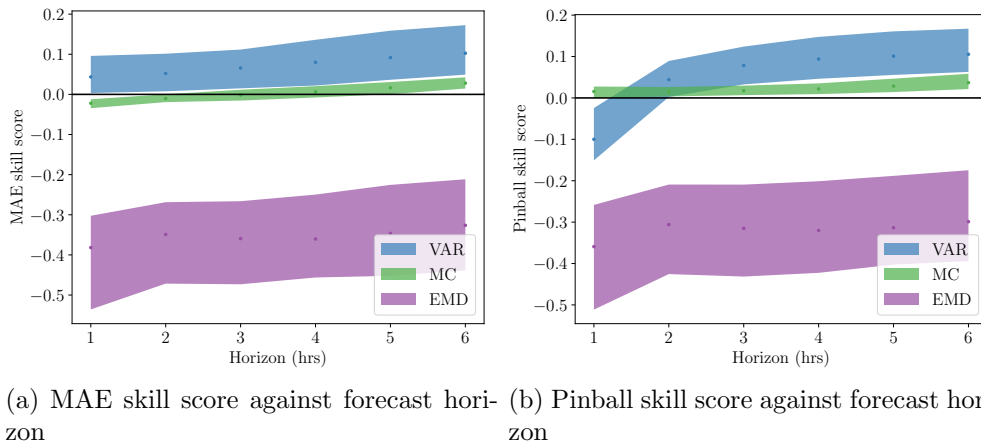 0.2
0.1
0.0
−0.1
−0.2
−0.3
−0.4
−0.5
MAE skill score
1 2 3 4 5 6
Horizon (hrs)
VAR
MC
EMD
(a) MAE skill score against forecast hori-
zon
0.2
0.1
0.0
−0.1
−0.2
−0.3
−0.4
−0.5
Pinball skill score
1 2 3 4 5 6
Horizon (hrs)
VAR
MC
EMD
(b) Pinball skill score against forecast hor
zon